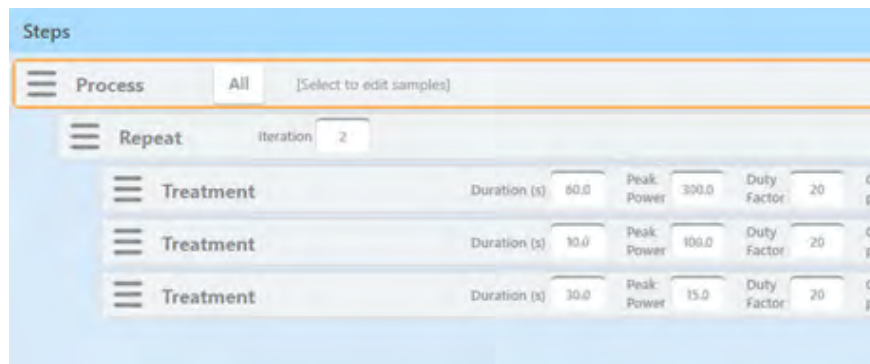 Steps
Process All [Select to edit samples]
Repeat Iteration 2
Treatment Duration (s) 60.0 Peak Power 300.0 Duty Factor 20
Treatment Duration (s) 10.0 Peak Power 100.0 Duty Factor 20
Treatment Duration (s) 30.0 Peak Power 15.0 Duty Factor 20